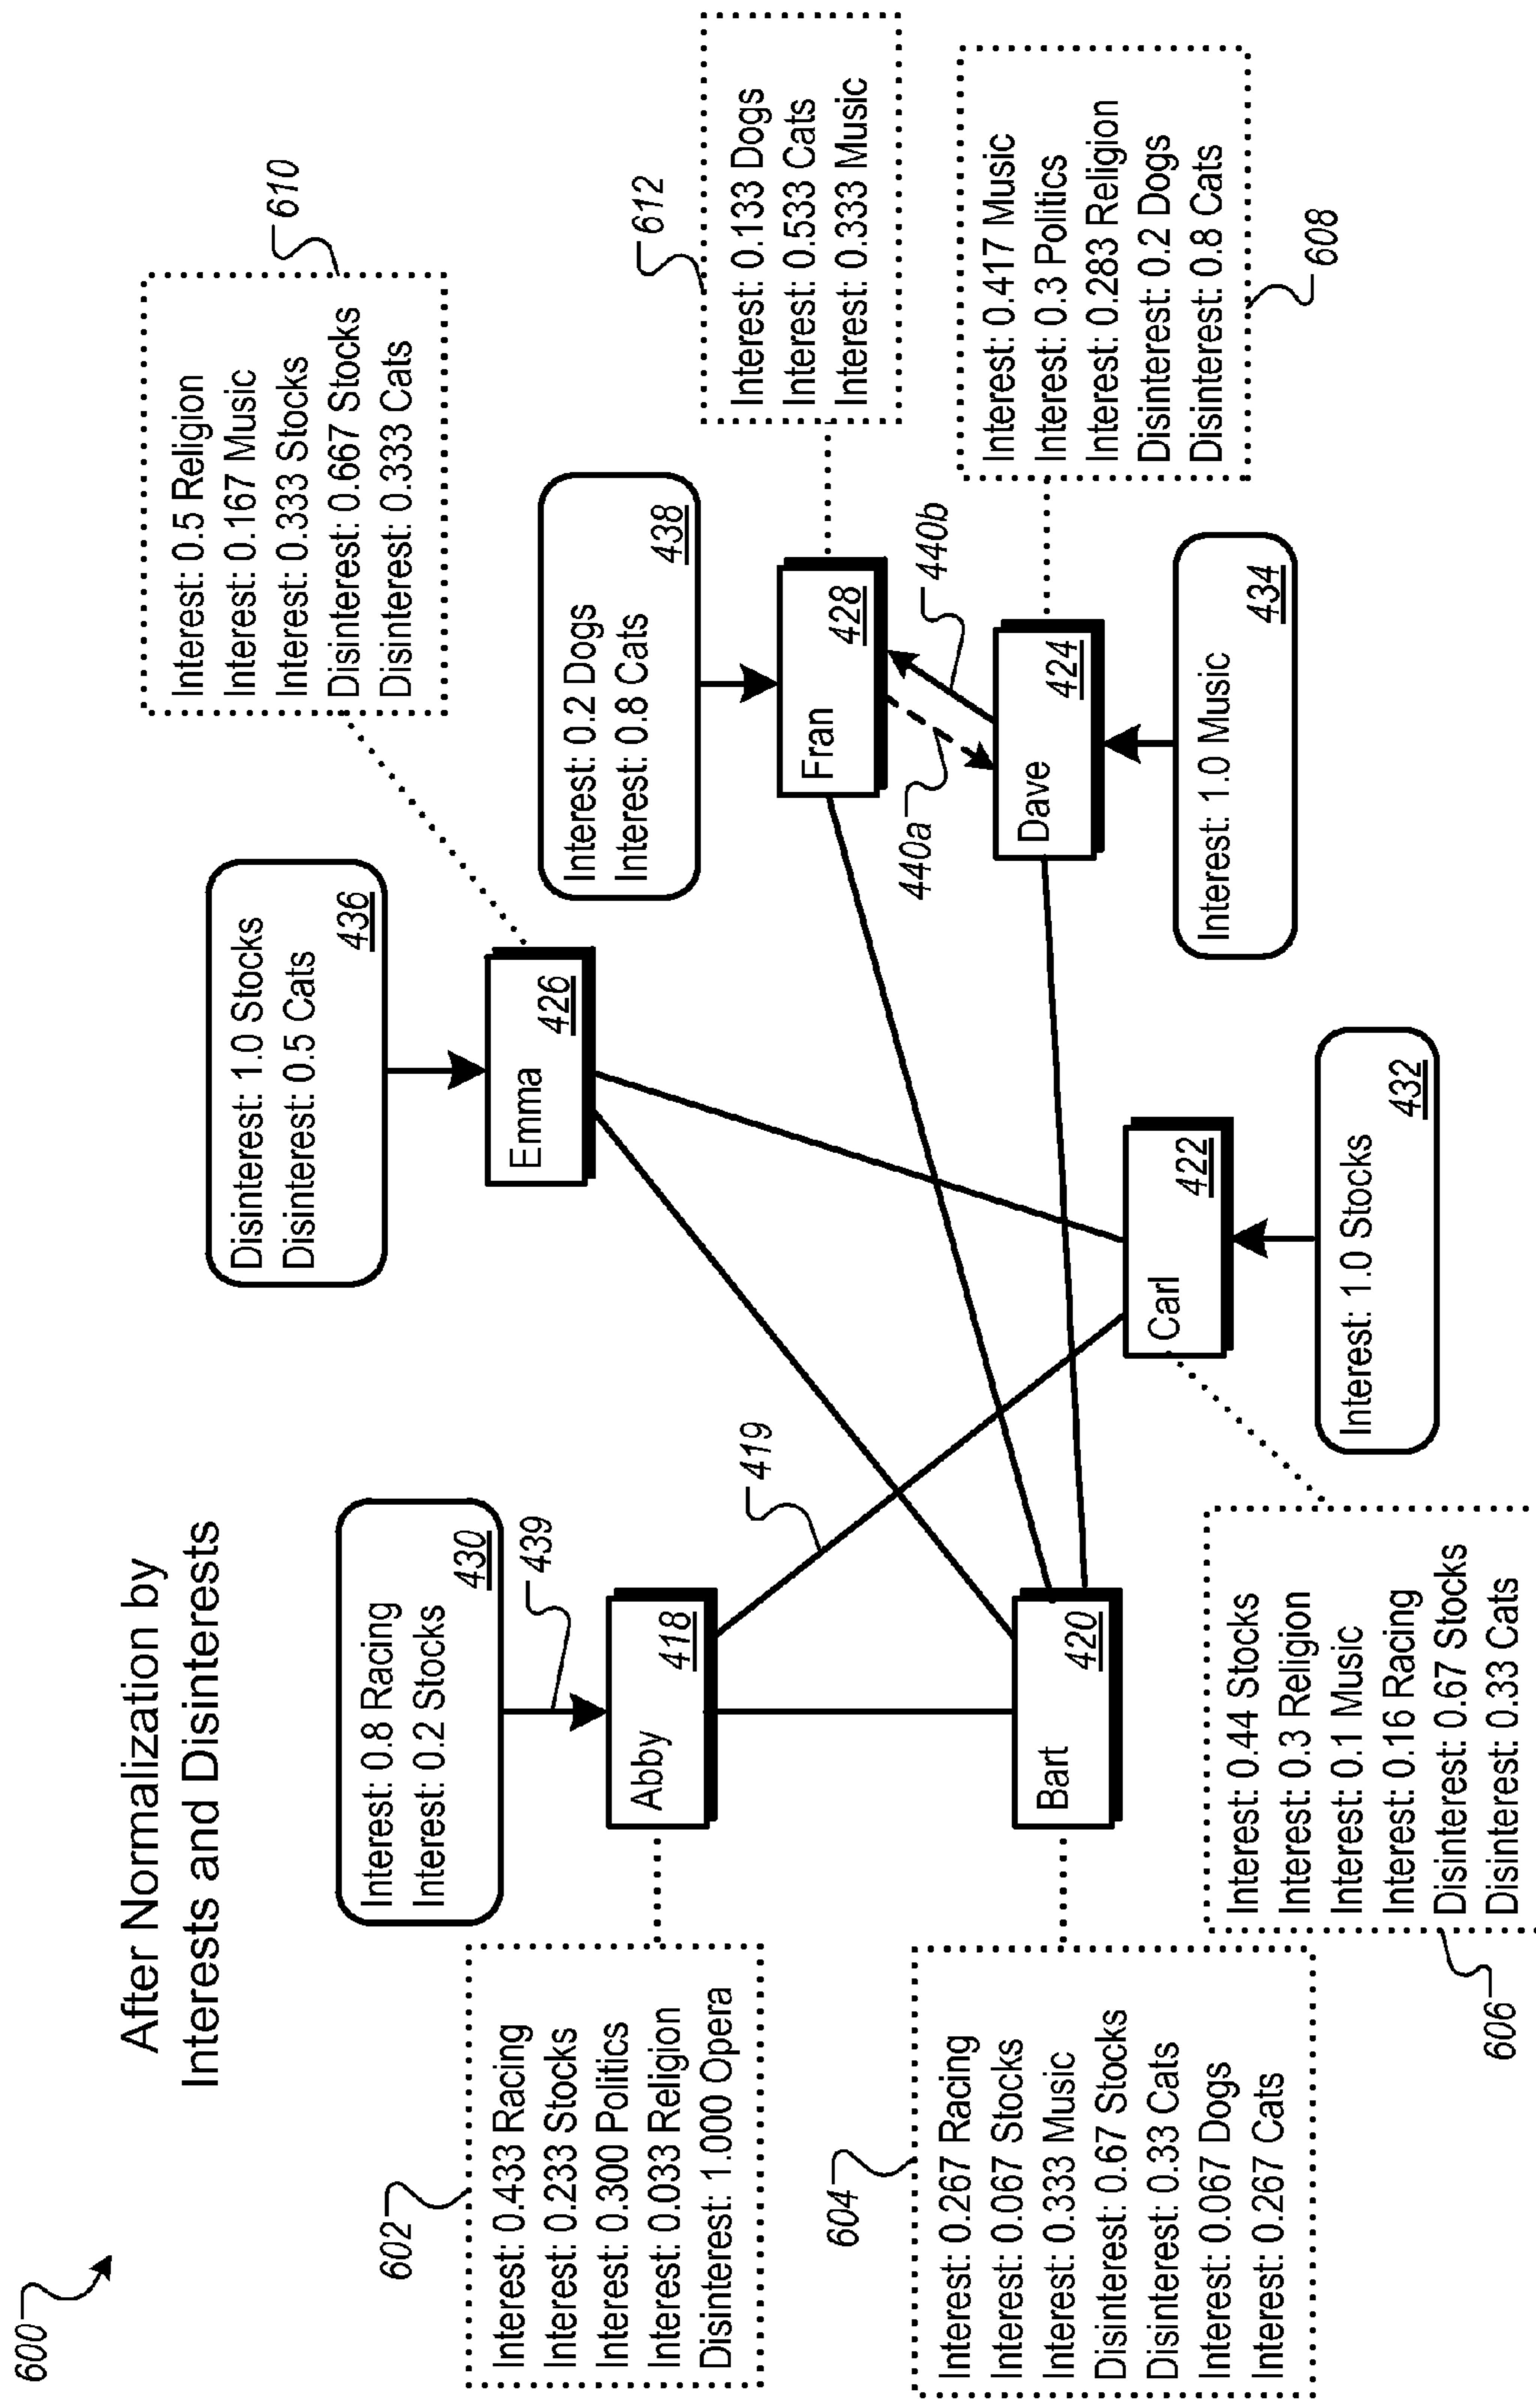 600
After Normalization by
Interests and Disinterests
602
Interest: 0.433 Racing
Interest: 0.233 Stocks
Interest: 0.300 Politics
Interest: 0.033 Religion
Disinterest: 1.000 Opera
Interest: 0.8 Racing
Interest: 0.2 Stocks
430
439
Abby
418
419
Disinterest: 1.0 Stocks
Disinterest: 0.5 Cats
436
Emma
426
Interest: 0.5 Religion
Interest: 0.167 Music
Interest: 0.333 Stocks
Disinterest: 0.667 Stocks
Disinterest: 0.333 Cats
610
Interest: 0.2 Dogs
Interest: 0.8 Cats
438
Fran
428
612
Interest: 0.133 Dogs
Interest: 0.533 Cats
Interest: 0.333 Music
440a
440b
604
Interest: 0.267 Racing
Interest: 0.067 Stocks
Interest: 0.333 Music
Disinterest: 0.67 Stocks
Disinterest: 0.33 Cats
Interest: 0.067 Dogs
Interest: 0.267 Cats
Bart
420
Dave
424
Interest: 0.417 Music
Interest: 0.3 Politics
Interest: 0.283 Religion
Disinterest: 0.2 Dogs
Disinterest: 0.8 Cats
608
Carl
422
Interest: 1.0 Music
434
606
Interest: 0.44 Stocks
Interest: 0.3 Religion
Interest: 0.1 Music
Interest: 0.16 Racing
Disinterest: 0.67 Stocks
Disinterest: 0.33 Cats
Interest: 1.0 Stocks
432